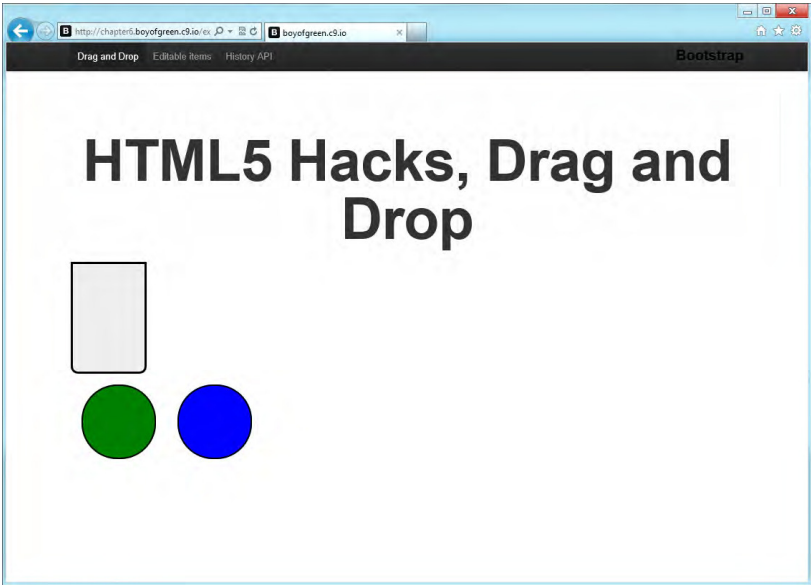 B http://chapter6.boyofgreen.c9.io/ex
B boyofgreen.c9.io
Drag and Drop Editable items History API Bootstrap
HTML5 Hacks, Drag and
Drop